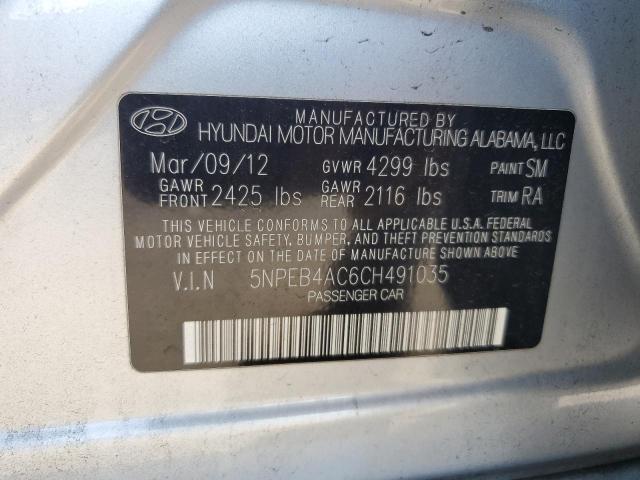 MANUFACTURED BY
HYUNDAI MOTOR MANUFACTURING ALABAMA, LLC
Mar/09/12 GVWR 4299 lbs PAINT SM
GAWR FRONT 2425 lbs GAWR REAR 2116 lbs TRIM RA
THIS VEHICLE CONFORMS TO ALL APPLICABLE U.S.A. FEDERAL
MOTOR VEHICLE SAFETY, BUMPER, AND THEFT PREVENTION STANDARDS
IN EFFECT ON THE DATE OF MANUFACTURE SHOWN ABOVE
V.I.N 5NPEB4AC6CH491035
PASSENGER CAR